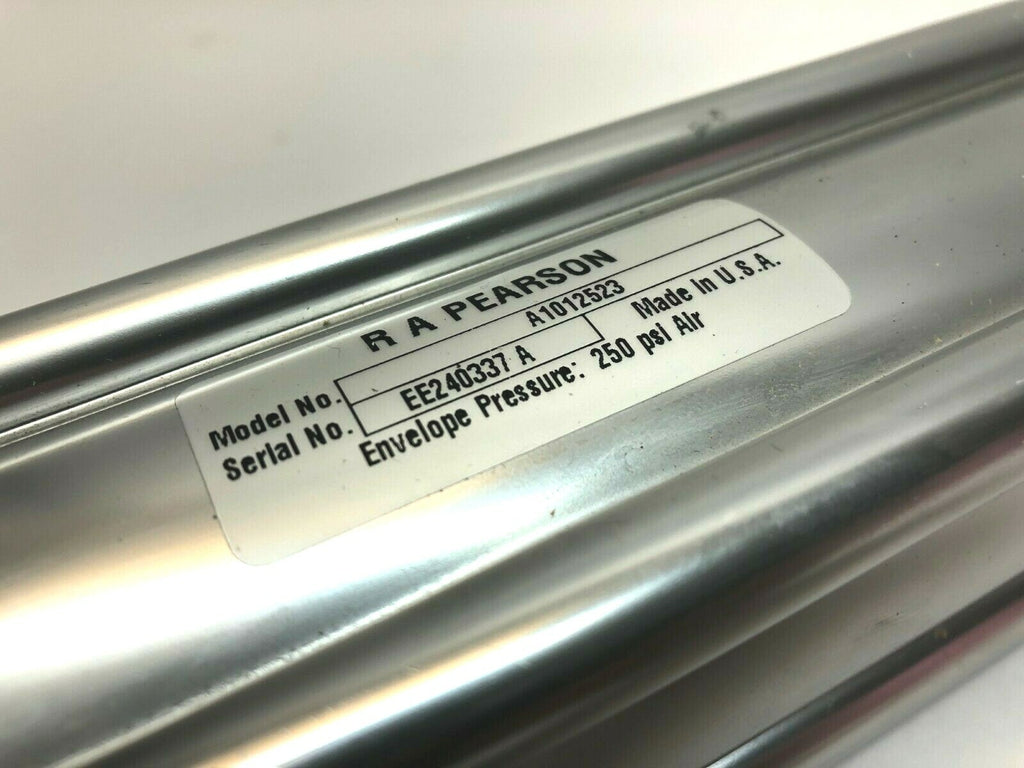 R A PEARSON
Model No. A1012523
Serial No. EE240337 A Made in U.S.A.
Envelope Pressure: 250 psi Air